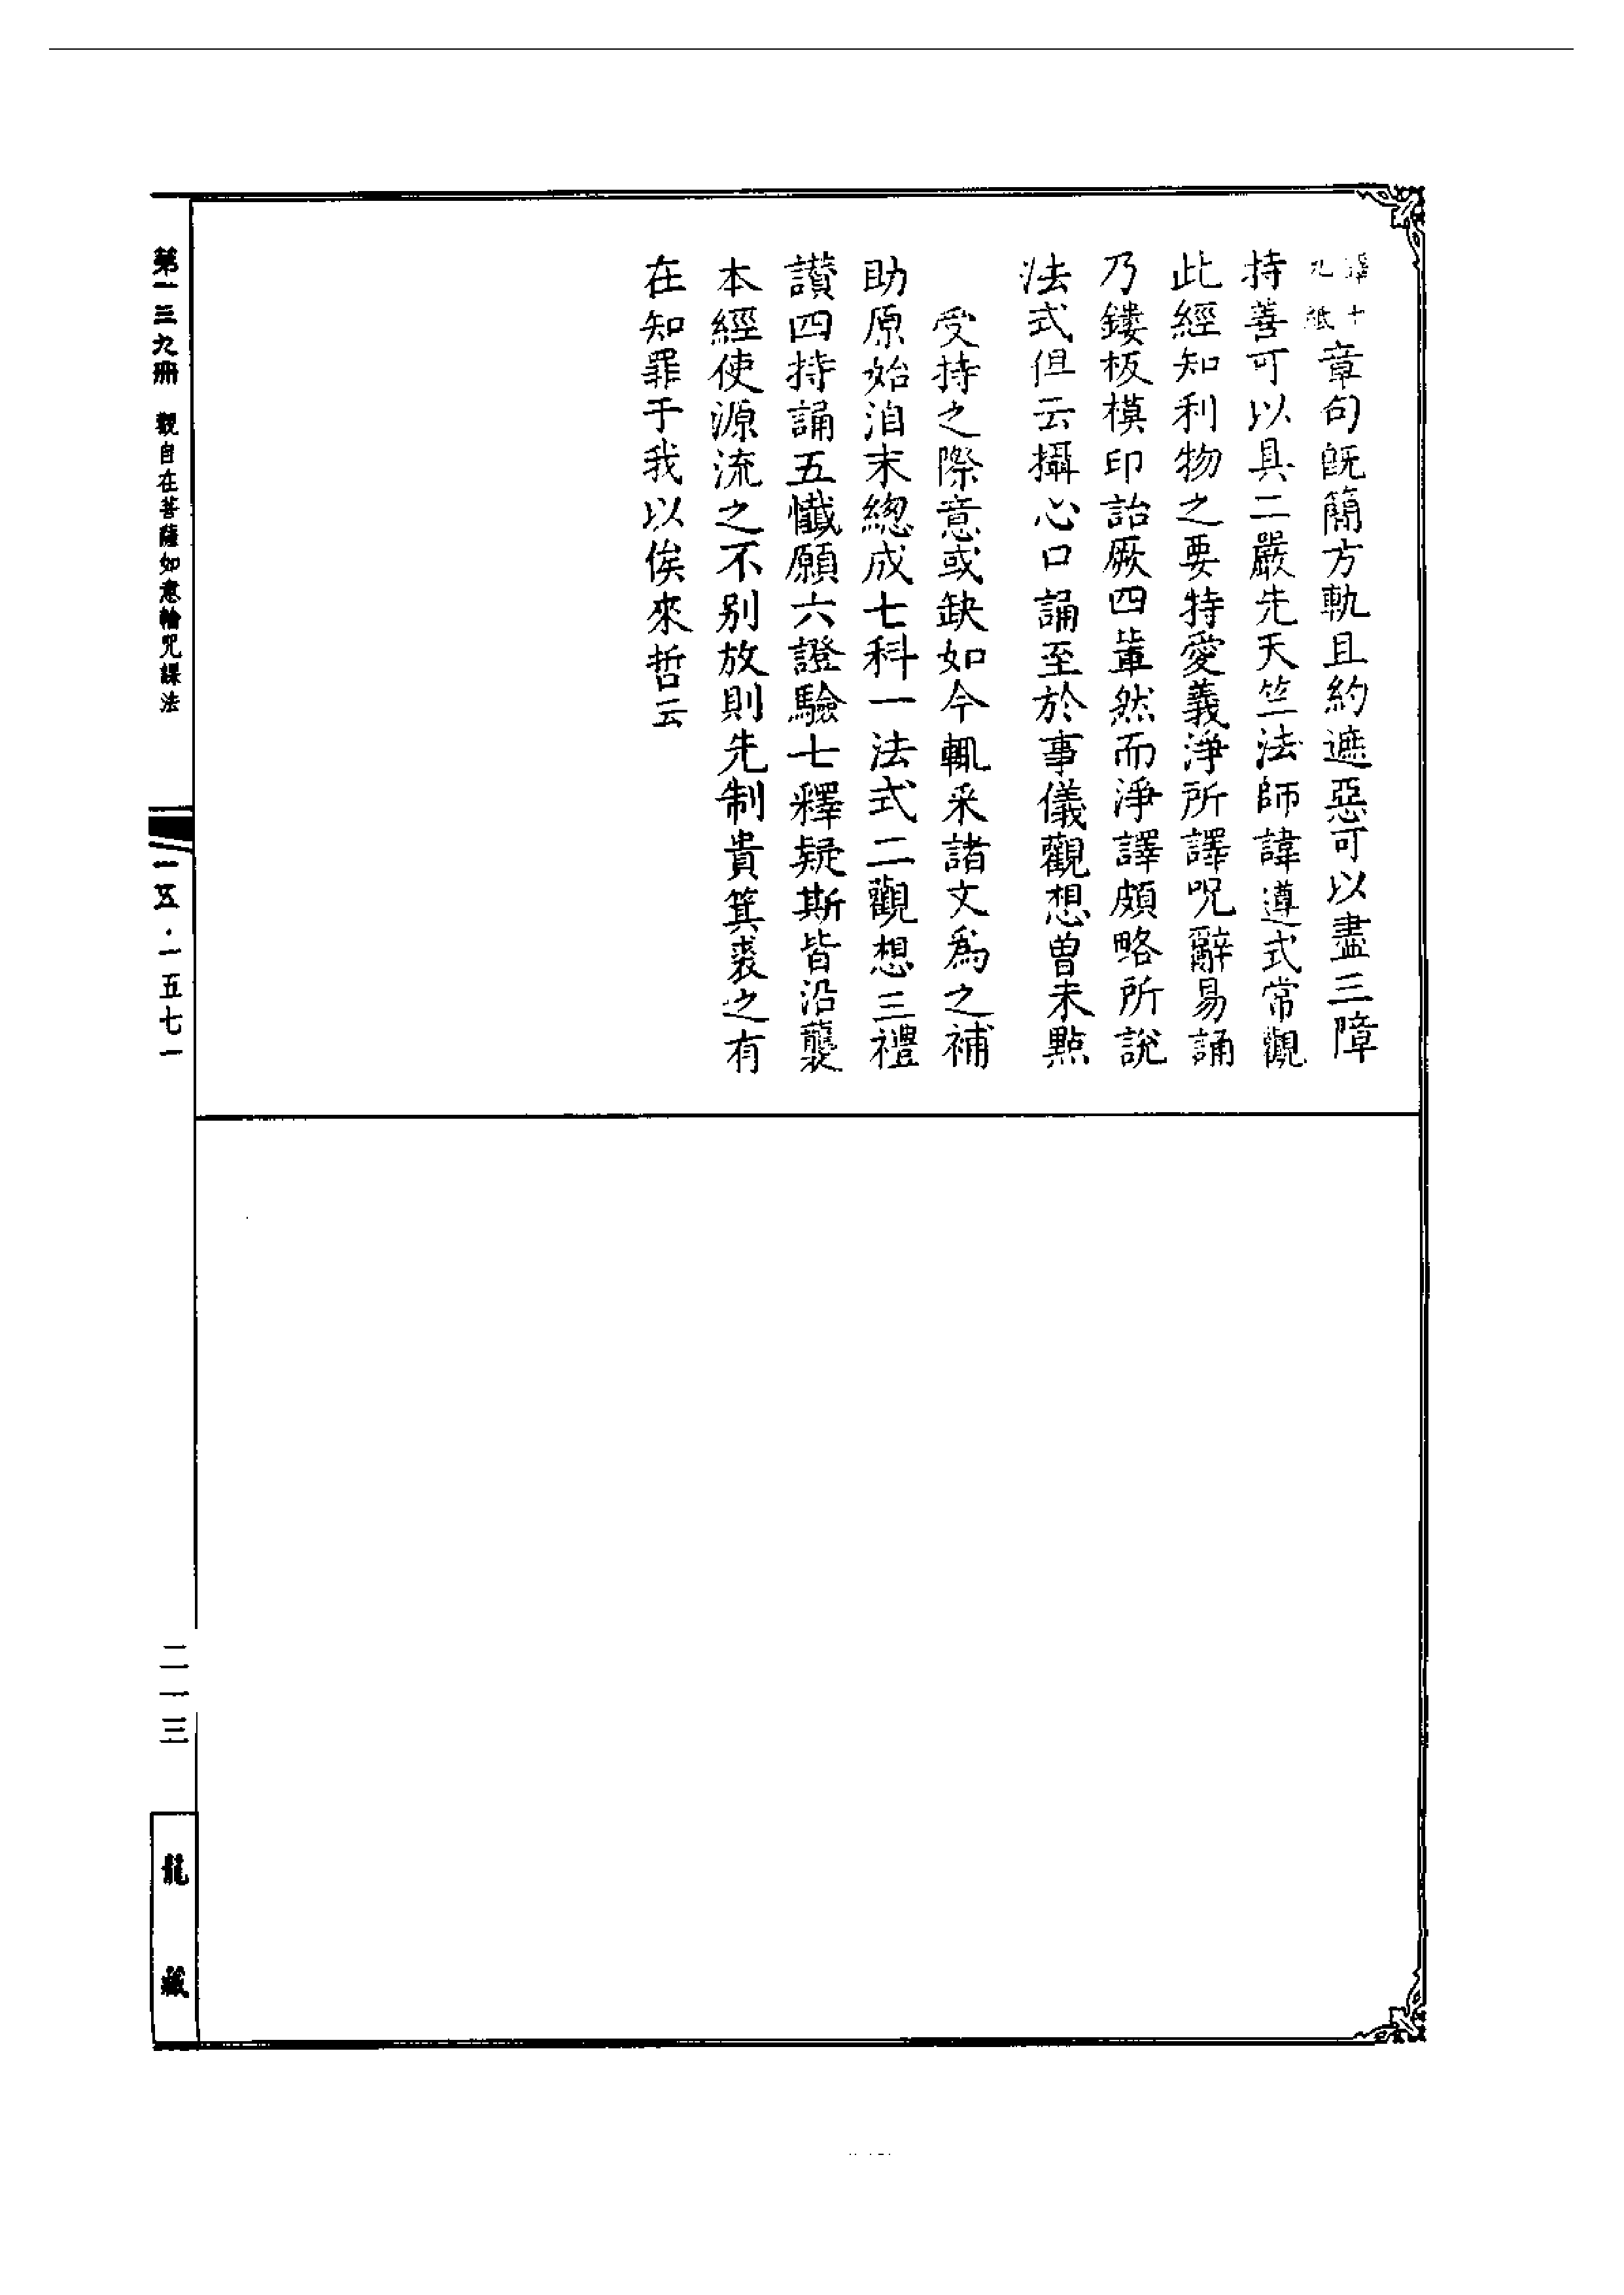 譯十
九紙
章句旣簡方軌且約遮惡可以盡三障
持善可以具二嚴先天竺法師諱遵式常觀
此經知利物之要特愛義淨所譯呪辭易誦
乃鏤板模印詒厥四軰然而淨譯頗略所說
法式但云攝心口誦至於事儀觀想曾未點
受持之際意或缺如今輒采諸文爲之補
助原始洎末總成七科一法式二觀想三禮
讚四持誦五懺願六證驗七釋疑斯皆沿襲
本經使源流之不别放則先制貴箕裘之有
在知罪于我以俟來哲云
第一三九冊 觀自在菩薩如意輪咒課法
一五·一五七一
二一三
龍藏